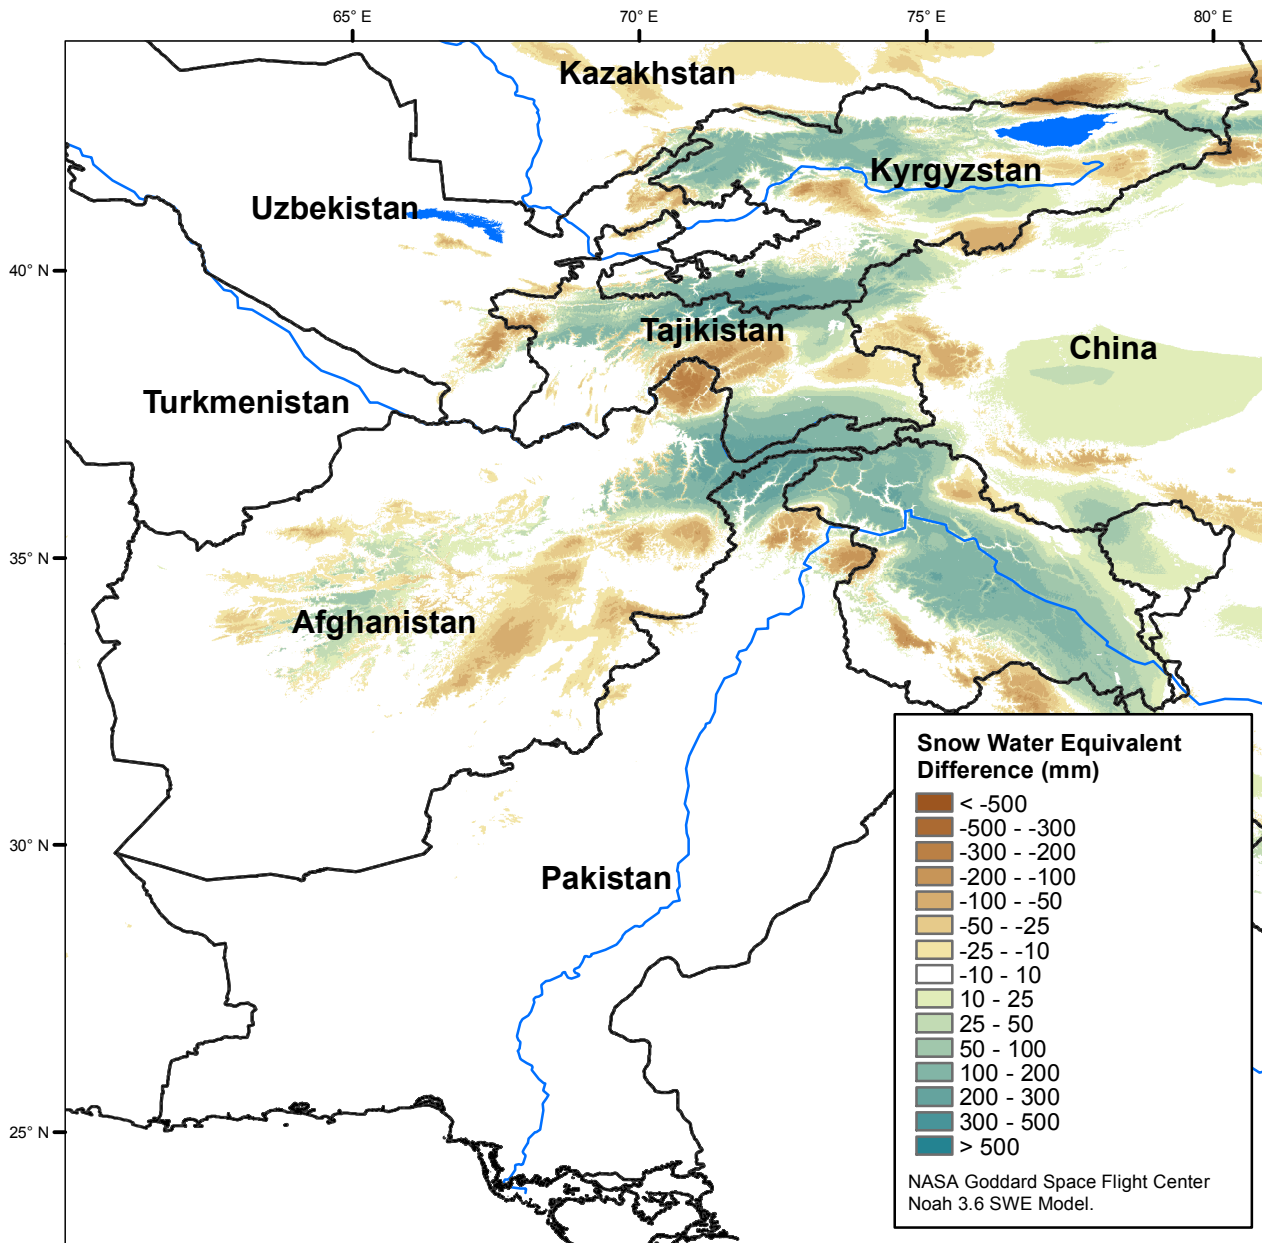 65° E
70° E
75° E
80° E
Kazakhstan
Kyrgyzstan
Uzbekistan
40° N
Tajikistan
China
Turkmenistan
35° N
Afghanistan
30° N
Pakistan
25° N
Snow Water Equivalent
Difference (mm)
< -500
-500 - -300
-300 - -200
-200 - -100
-100 - -50
-50 - -25
-25 - -10
-10 - 10
10 - 25
25 - 50
50 - 100
100 - 200
200 - 300
300 - 500
> 500
NASA Goddard Space Flight Center
Noah 3.6 SWE Model.